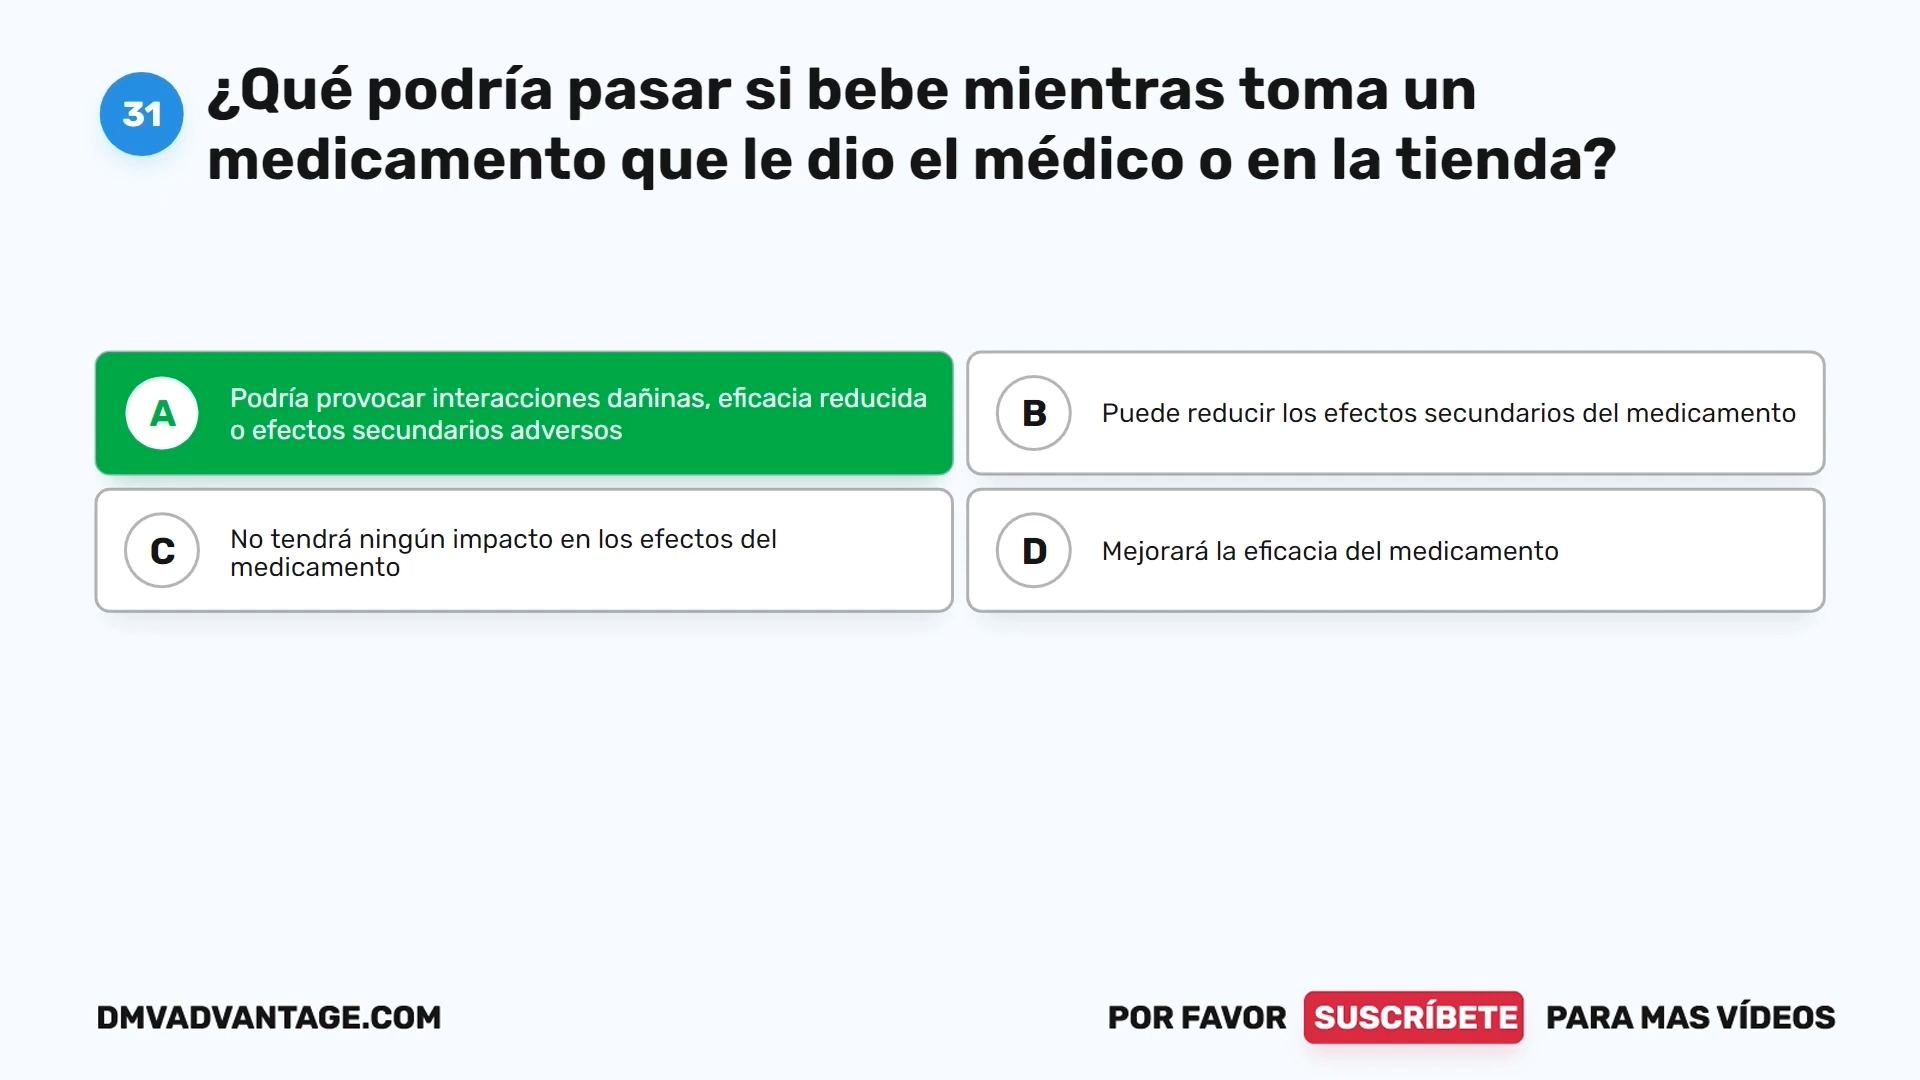 31
¿Qué podría pasar si bebe mientras toma un
medicamento que le dio el médico o en la tienda?
A
Podría provocar interacciones dañinas, eficacia reducida
o efectos secundarios adversos
B
Puede reducir los efectos secundarios del medicamento
C
No tendrá ningún impacto en los efectos del
medicamento
D
Mejorará la eficacia del medicamento
DMVADVANTAGE.COM
POR FAVOR SUSCRÍBETE PARA MAS VÍDEOS